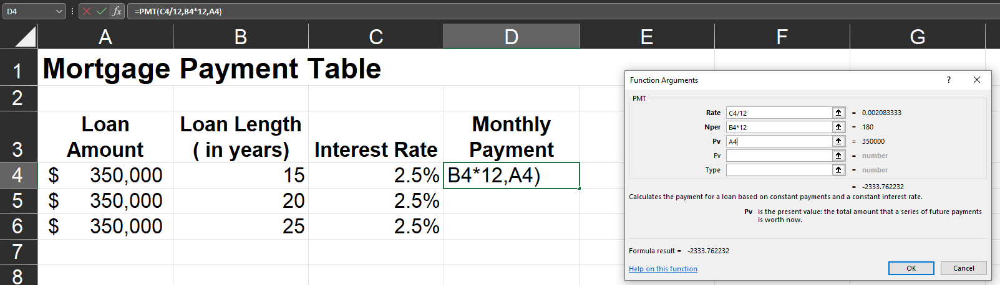 D4 fx =PMT(C4/12,B4*12,A4)
A B C D E F G
1 Mortgage Payment Table
2
Loan Loan Length Monthly
3 Amount ( in years) Interest Rate Payment
4 $ 350,000 15 2.5% B4*12,A4)
5 $ 350,000 20 2.5%
6 $ 350,000 25 2.5%
7
8
Function Arguments ? X
PMT
Rate C4/12 = 0.002083333
Nper B4*12 = 180
Pv A4 = 350000
Fv = number
Type = number
= -2333.762232
Calculates the payment for a loan based on constant payments and a constant interest rate.
Pv is the present value: the total amount that a series of future payments
is worth now.
Formula result = -2333.762232
Help on this function OK Cancel